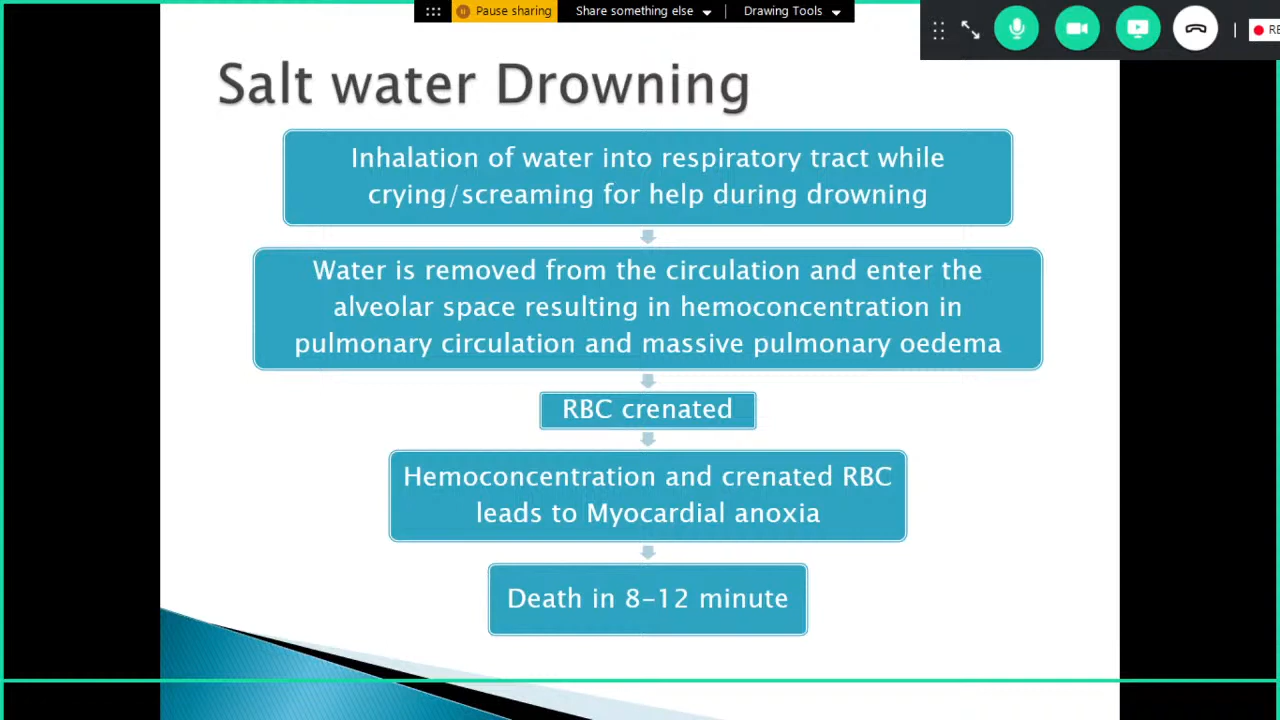 Pause sharing
Share something else
Drawing Tools
RE
Salt water Drowning
Inhalation of water into respiratory tract while
crying/screaming for help during drowning
Water is removed from the circulation and enter the
alveolar space resulting in hemoconcentration in
pulmonary circulation and massive pulmonary oedema
RBC crenated
Hemoconcentration and crenated RBC
leads to Myocardial anoxia
Death in 8-12 minute